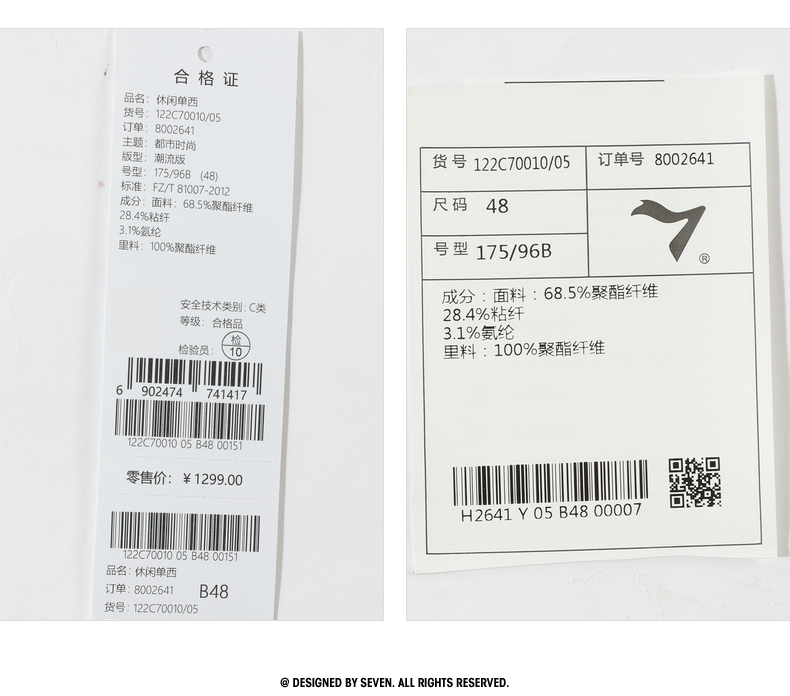 合格证
品名：休闲单西
货号：122C70010/05
订单：8002641
主题：都市时尚
版型：潮流版
号型：175/96B (48)
标准：FZ/T 81007-2012
成分：面料：68.5%聚酯纤维
28.4%粘纤
3.1%氨纶
里料：100%聚酯纤维
安全技术类别：C类
等级：合格品
检验员：检 10
6 902474 741417
122C70010 05 B48 00151
零售价：￥1299.00
122C70010 05 B48 00151
品名：休闲单西
订单：8002641 B48
货号：122C70010/05
货号 122C70010/05 订单号 8002641
尺码 48
®
号型 175/96B
成分：面料：68.5%聚酯纤维
28.4%粘纤
3.1%氨纶
里料：100%聚酯纤维
H2641 Y 05 B48 00007
@ DESIGNED BY SEVEN. ALL RIGHTS RESERVED.